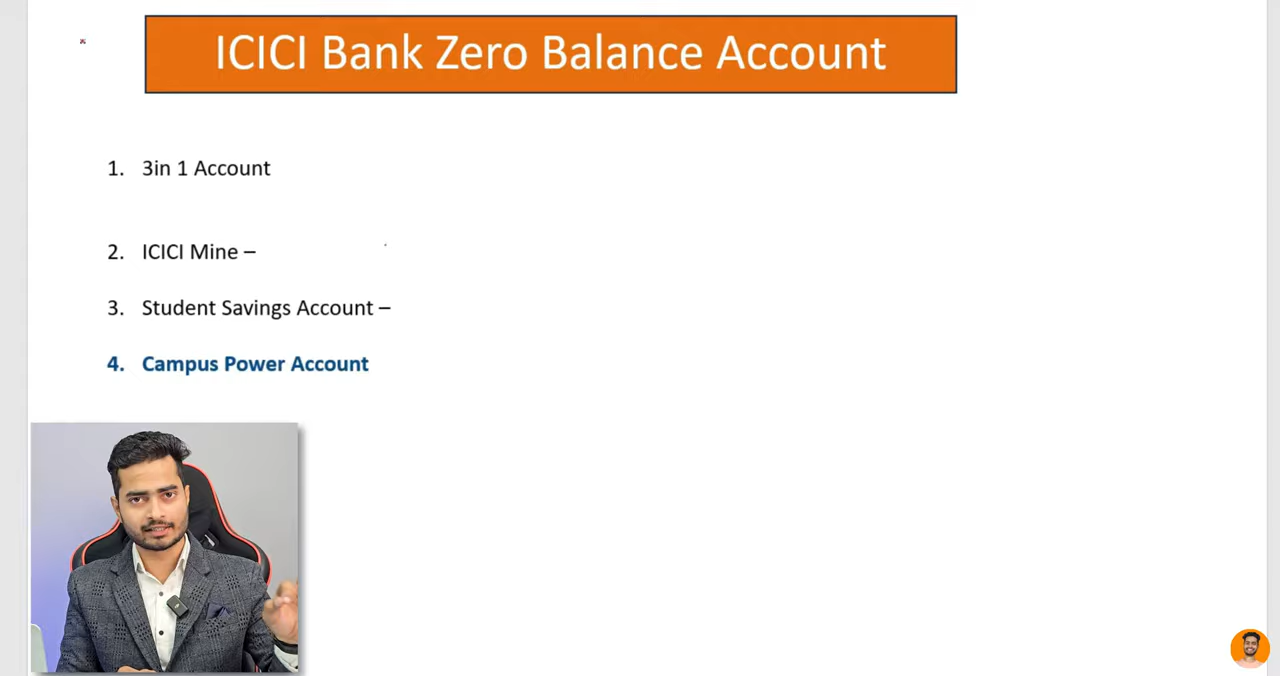 ICICI Bank Zero Balance Account
1. 3in 1 Account
2. ICICI Mine –
3. Student Savings Account –
4. Campus Power Account